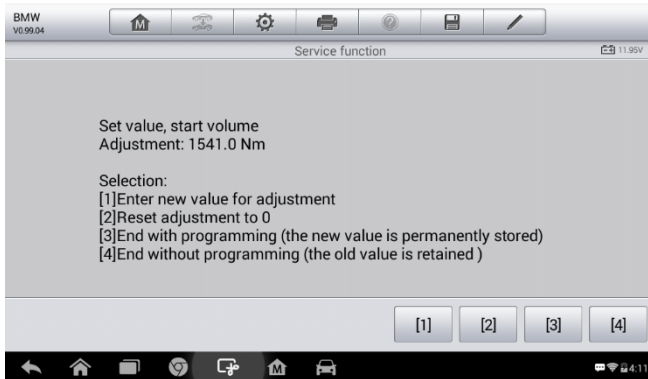 BMW
V0.99.04
Service function
11.95V
Set value, start volume
Adjustment: 1541.0 Nm
Selection:
[1]Enter new value for adjustment
[2]Reset adjustment to 0
[3]End with programming (the new value is permanently stored)
[4]End without programming (the old value is retained )
[1] [2] [3] [4]
4:11